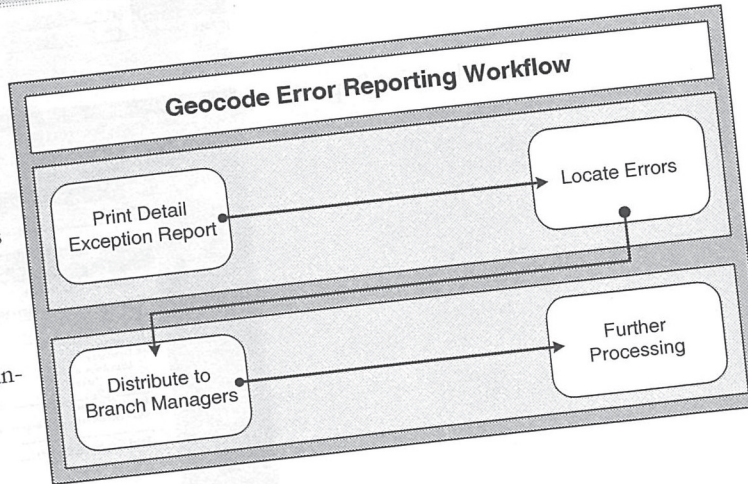 Geocode Error Reporting Workflow
Print Detail
Exception Report
Locate Errors
Distribute to
Branch Managers
Further
Processing